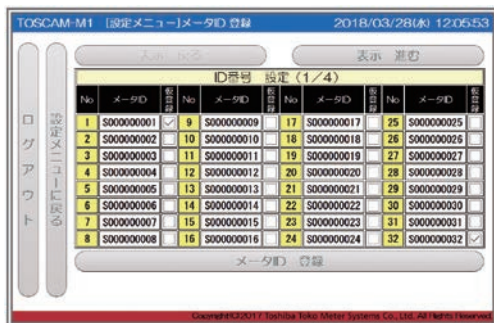 TOSCAM-M1 [設定メニュー]メータID 登録 2018/03/28(水) 12:05:53
表示 戻る 表示 進む
ID番号 設定 (1/4)
No メータID 仮登録 No メータID 仮登録 No メータID 仮登録 No メータID 仮登録
1 S000000001 9 S000000009 17 S000000017 25 S000000025
2 S000000002 10 S000000010 18 S000000018 26 S000000026
3 S000000003 11 S000000011 19 S000000019 27 S000000027
4 S000000004 12 S000000012 20 S000000020 28 S000000028
5 S000000005 13 S000000013 21 S000000021 29 S000000029
6 S000000006 14 S000000014 22 S000000022 30 S000000030
7 S000000007 15 S000000015 23 S000000023 31 S000000031
8 S000000008 16 S000000016 24 S000000024 32 S000000032
ログアウト
設定メニューに戻る
メータID 登録
Copyright(C)2017 Toshiba Toko Meter Systems Co., Ltd. All Rights Reserved.